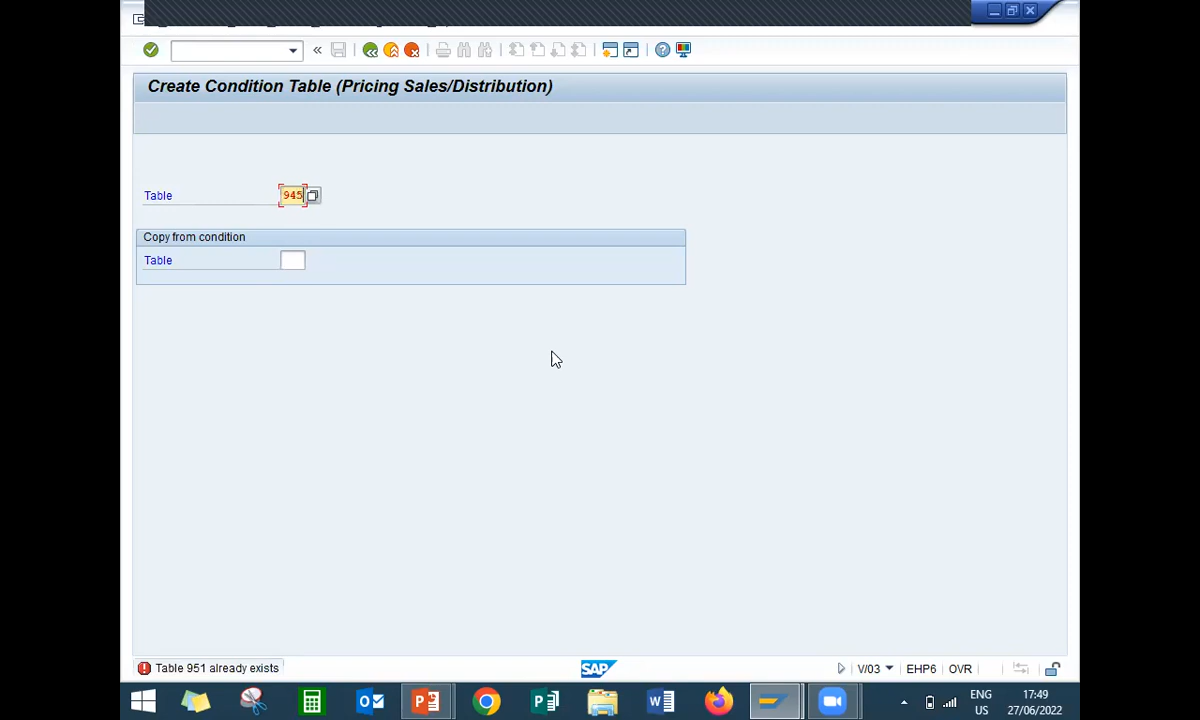 Create Condition Table (Pricing Sales/Distribution)
Table 945
Copy from condition
Table
Table 951 already exists
SAP
V/03 EHP6 OVR
ENG
US
17:49
27/06/2022